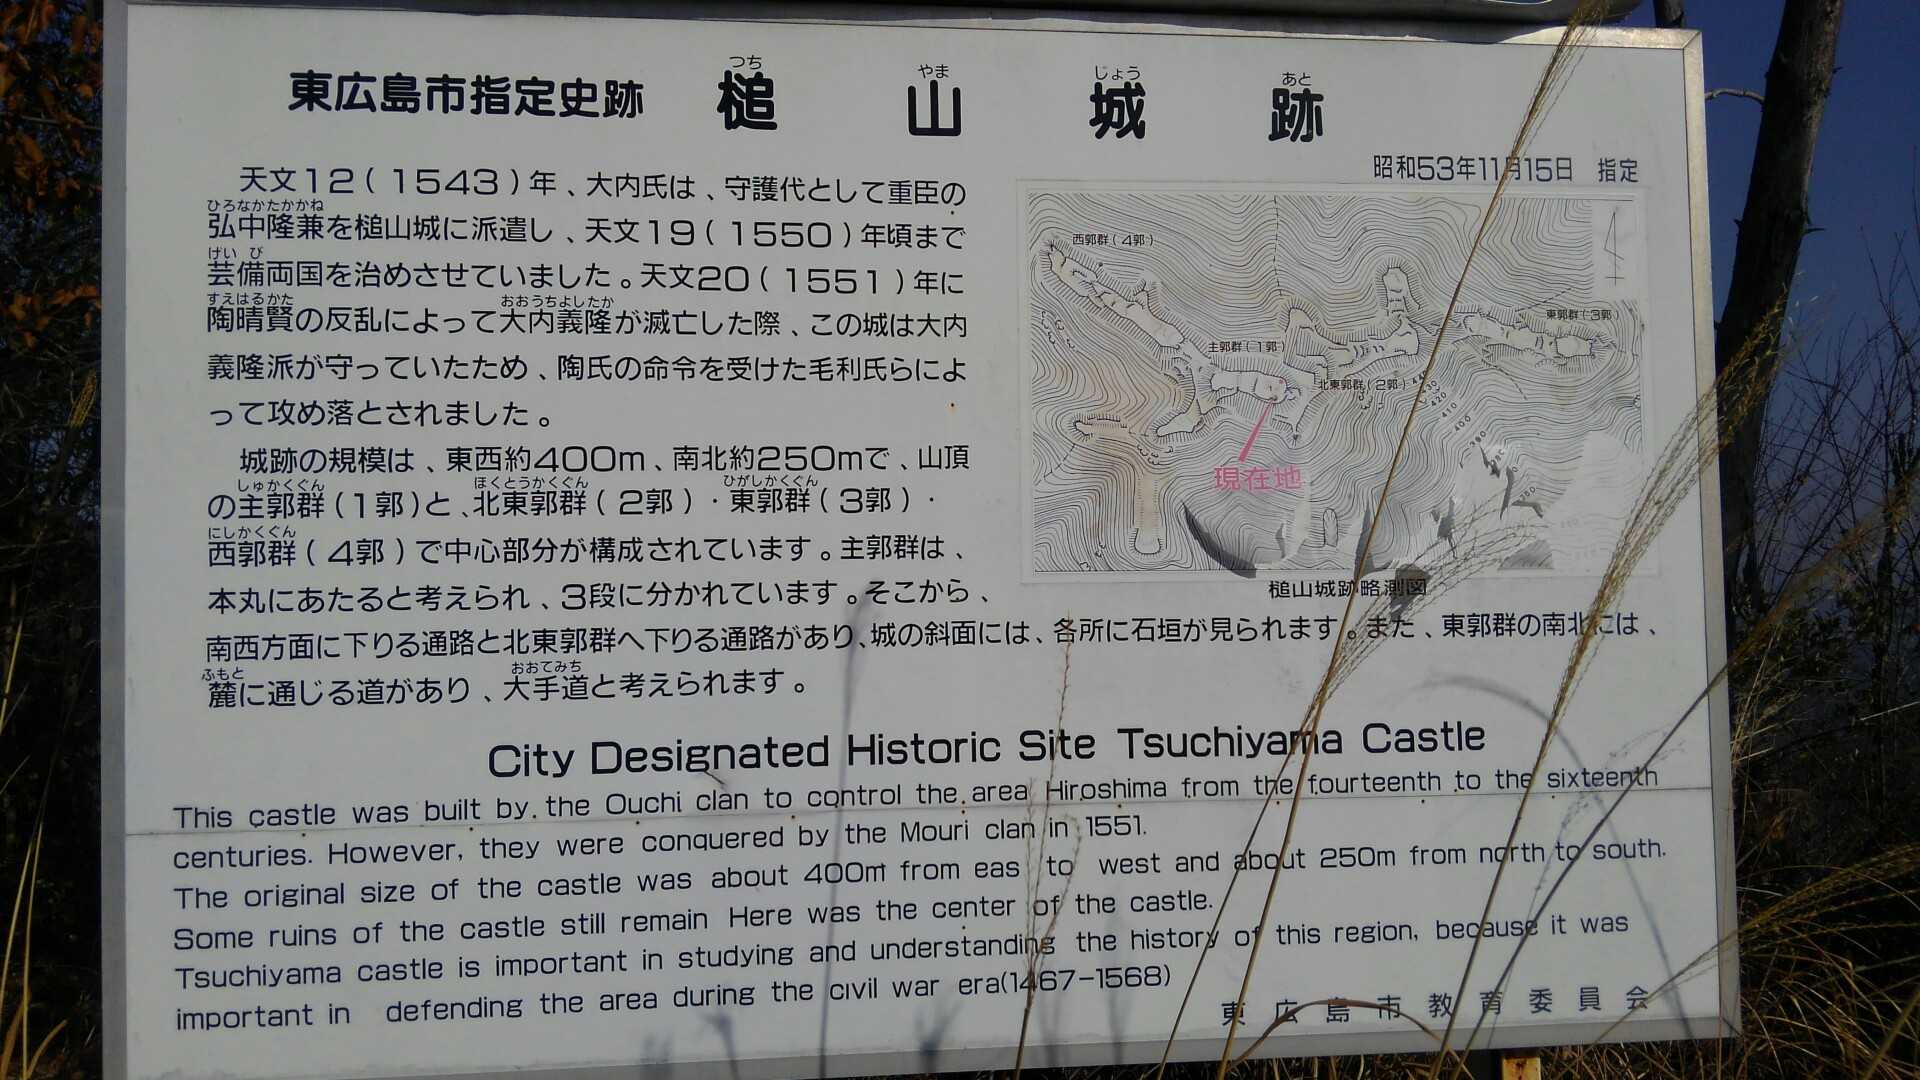 東広島市指定史跡 槌山城跡
つち やま じょう あと
昭和53年11月15日 指定
天文12(1543)年、大内氏は、守護代として重臣の
ひろなかたかかね
弘中隆兼を槌山城に派遣し、天文19(1550)年頃まで
げいび
芸備両国を治めさせていました。天文20(1551)年に
すえはるかた おおうちよしたか
陶晴賢の反乱によって大内義隆が滅亡した際、この城は大内
義隆派が守っていたため、陶氏の命令を受けた毛利氏らによ
って攻め落とされました。
城跡の規模は、東西約400m、南北約250mで、山頂
しゅかくぐん ほくとうかくぐん ひがしかくぐん
の主郭群(1郭)と、北東郭群(2郭)・東郭群(3郭)・
にしかくぐん
西郭群(4郭)で中心部分が構成されています。主郭群は、
本丸にあたると考えられ、3段に分かれています。そこから、
南西方面に下りる通路と北東郭群へ下りる通路があり、城の斜面には、各所に石垣が見られます。また、東郭群の南北には、
ふもと おおてみち
麓に通じる道があり、大手道と考えられます。
西郭群(4郭)
東郭群(3郭)
主郭群(1郭)
北東郭群(2郭)
430
420
410
400
390
現在地
槌山城跡略測図
City Designated Historic Site Tsuchiyama Castle
This castle was built by the Ouchi clan to control the area Hiroshima from the fourteenth to the sixteenth
centuries. However, they were conquered by the Mouri clan in 1551.
The original size of the castle was about 400m from eas to west and about 250m from north to south.
Some ruins of the castle still remain Here was the center of the castle.
Tsuchiyama castle is important in studying and understanding the history of this region, because it was
important in defending the area during the civil war era(1467-1568)
東広島市教育委員会